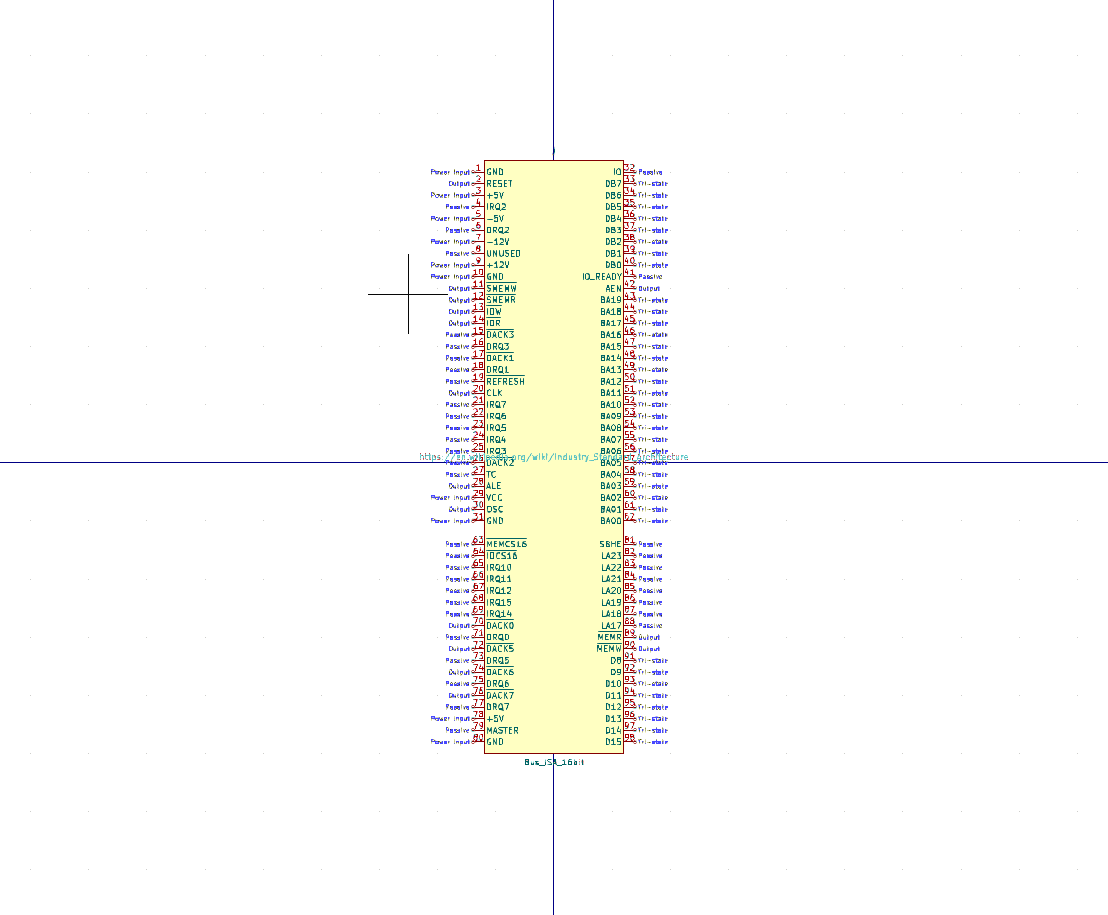 J
Power Input 1 GND IO 32 Passive
Output 2 RESET DB7 33 Tri-state
Power Input 3 +5V DB6 34 Tri-state
Passive 4 IRQ2 DB5 35 Tri-state
Power Input 5 -5V DB4 36 Tri-state
Passive 6 DRQ2 DB3 37 Tri-state
Power Input 7 -12V DB2 38 Tri-state
Passive 8 UNUSED DB1 39 Tri-state
Power Input 9 +12V DB0 40 Tri-state
Power Input 10 GND IO_READY 41 Passive
Output 11 SMEMW AEN 42 Output
Output 12 SMEMR BA19 43 Tri-state
Output 13 IOW BA18 44 Tri-state
Output 14 IOR BA17 45 Tri-state
Passive 15 DACK3 BA16 46 Tri-state
Passive 16 DRQ3 BA15 47 Tri-state
Passive 17 DACK1 BA14 48 Tri-state
Passive 18 DRQ1 BA13 49 Tri-state
Passive 19 REFRESH BA12 50 Tri-state
Output 20 CLK BA11 51 Tri-state
Passive 21 IRQ7 BA10 52 Tri-state
Passive 22 IRQ6 BA09 53 Tri-state
Passive 23 IRQ5 BA08 54 Tri-state
Passive 24 IRQ4 BA07 55 Tri-state
Passive 25 IRQ3 BA06 56 Tri-state
https://en.wikipedia.org/wiki/Industry_Standard_Architecture
Passive DACK2 BA05 Tri-state
Passive 27 TC BA04 58 Tri-state
Output 28 ALE BA03 59 Tri-state
Power Input 29 VCC BA02 60 Tri-state
Output 30 OSC BA01 61 Tri-state
Power Input 31 GND BA00 62 Tri-state
Passive 63 MEMCS16 SBHE 81 Passive
Passive 64 IOCS16 LA23 82 Passive
Passive 65 IRQ10 LA22 83 Passive
Passive 66 IRQ11 LA21 84 Passive
Passive 67 IRQ12 LA20 85 Passive
Passive 68 IRQ15 LA19 86 Passive
Passive 69 IRQ14 LA18 87 Passive
Output 70 DACK0 LA17 88 Passive
Passive 71 DRQ0 MEMR 89 Output
Output 72 DACK5 MEMW 90 Output
Passive 73 DRQ5 D8 91 Tri-state
Output 74 DACK6 D9 92 Tri-state
Passive 75 DRQ6 D10 93 Tri-state
Output 76 DACK7 D11 94 Tri-state
Passive 77 DRQ7 D12 95 Tri-state
Power Input 78 +5V D13 96 Tri-state
Passive 79 MASTER D14 97 Tri-state
Power Input 80 GND D15 98 Tri-state
Bus_ISA_16bit